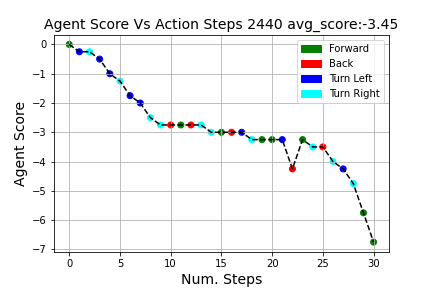 Agent Score Vs Action Steps 2440 avg_score:-3.45
Forward
Back
Turn Left
Turn Right
Agent Score
0
−1
−2
−3
−4
−5
−6
−7
0 5 10 15 20 25 30
Num. Steps